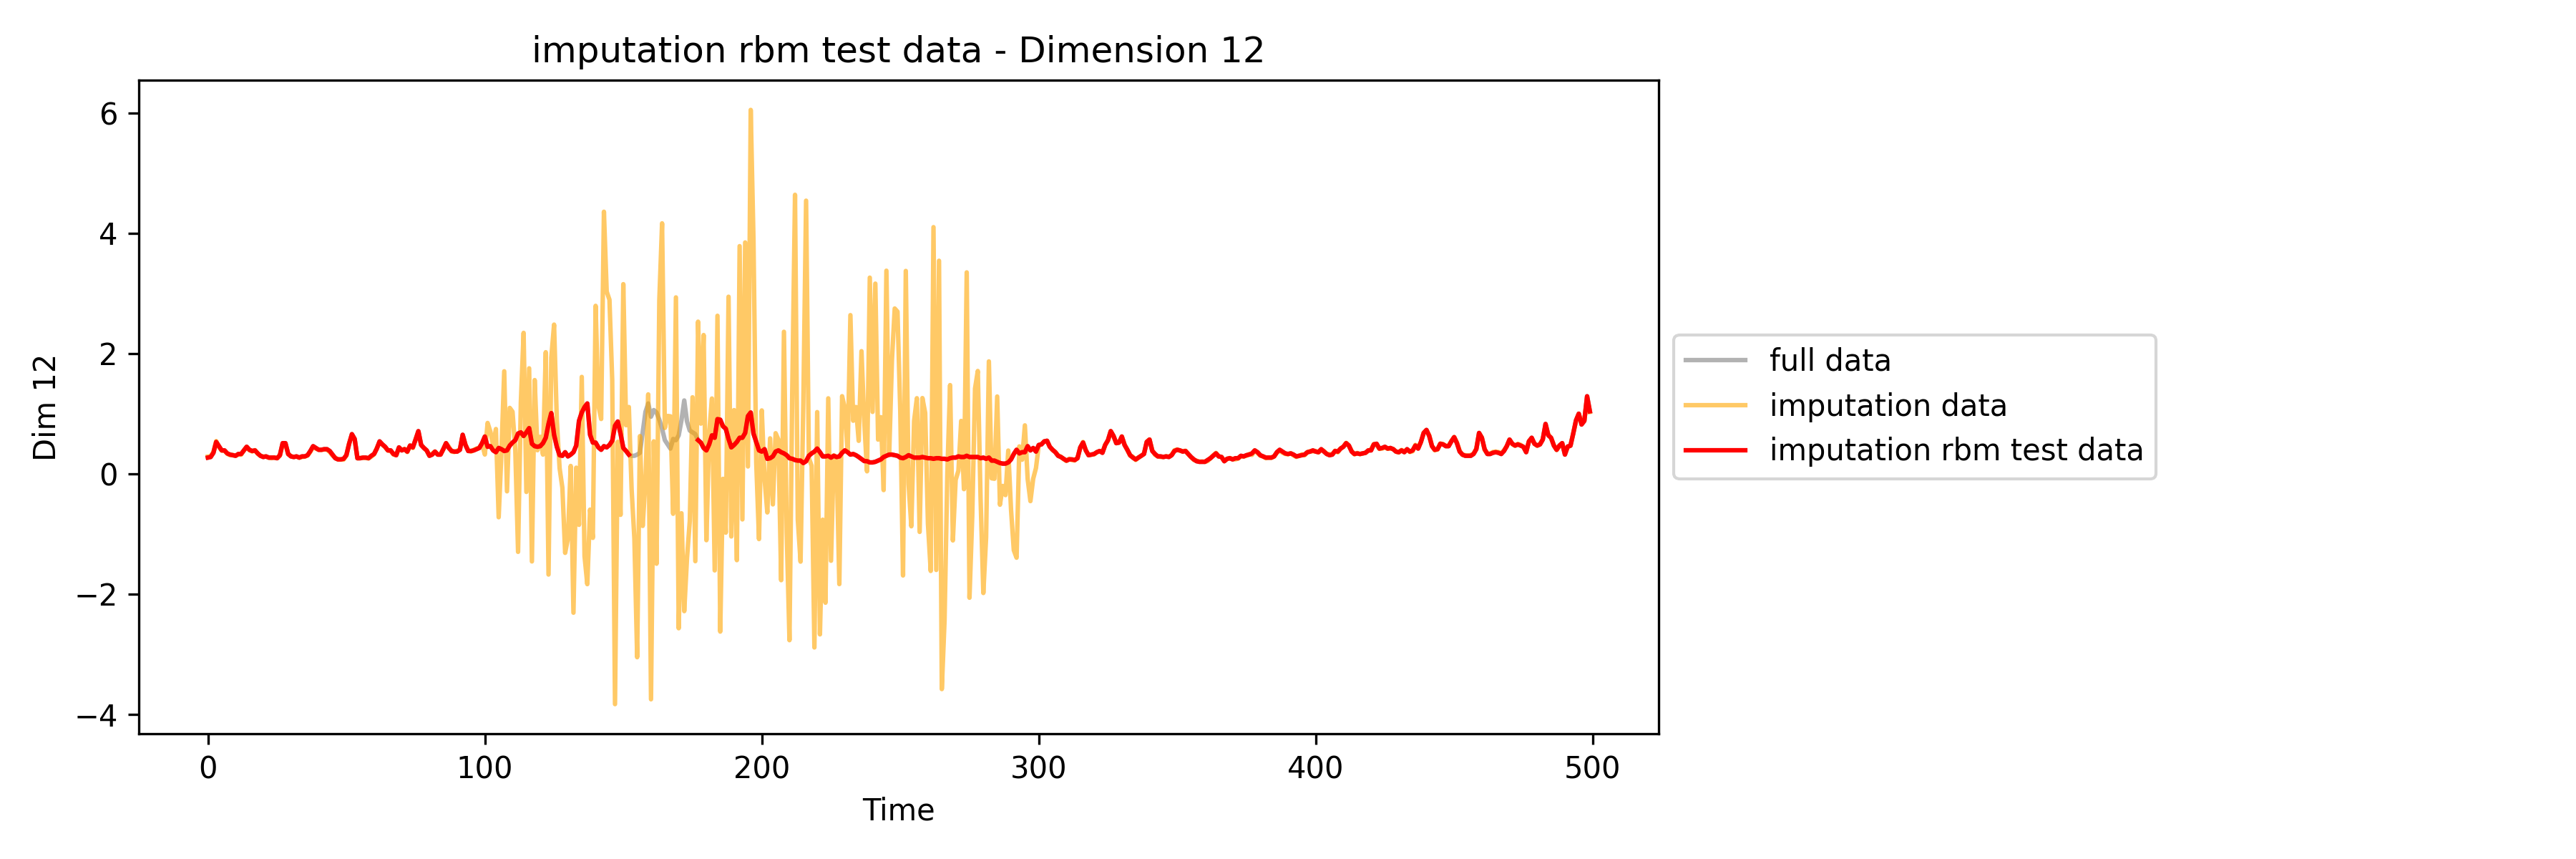 imputation rbm test data - Dimension 12
6
4
2
0
−2
−4
Dim 12
0
100
200
300
400
500
Time
full data
imputation data
imputation rbm test data